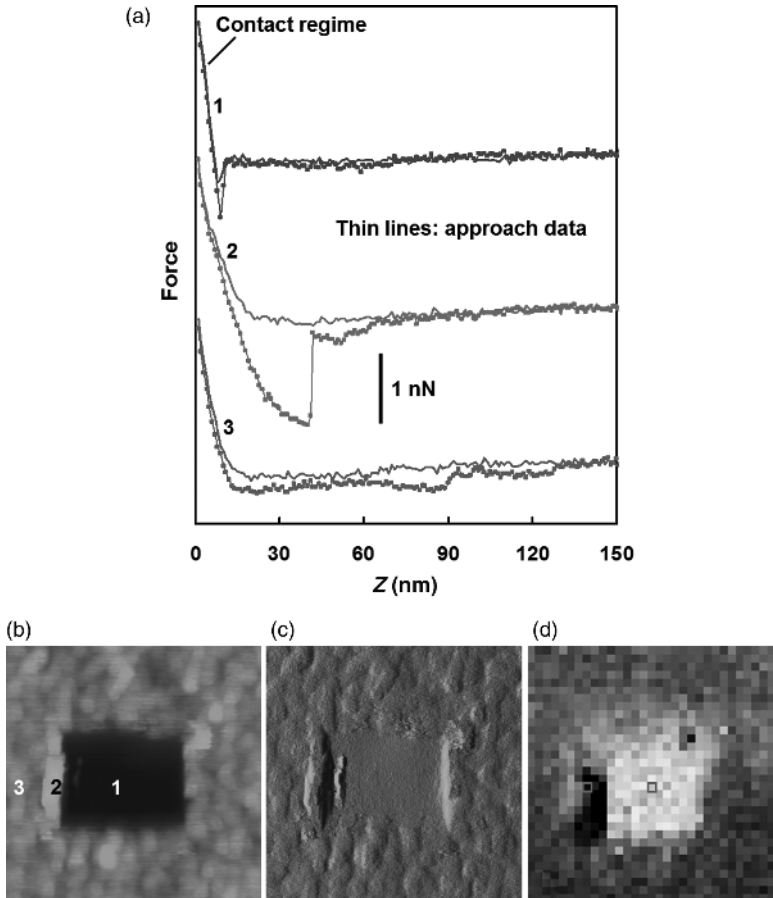 (a)
Contact regime
1
2
Thin lines: approach data
Force
1 nN
3
0 30 60 90 120 150
Z (nm)
(b) (c) (d)
3 2 1